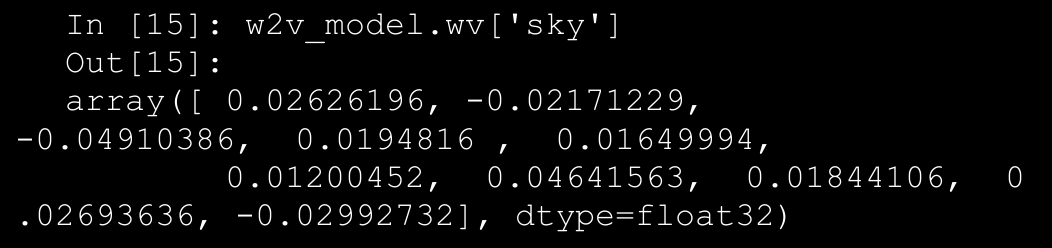 In [15]: w2v_model.wv['sky']
Out[15]:
array([ 0.02626196, -0.02171229,
-0.04910386,  0.0194816 ,  0.01649994,
0.01200452,  0.04641563,  0.01844106,  0
.02693636, -0.02992732], dtype=float32)